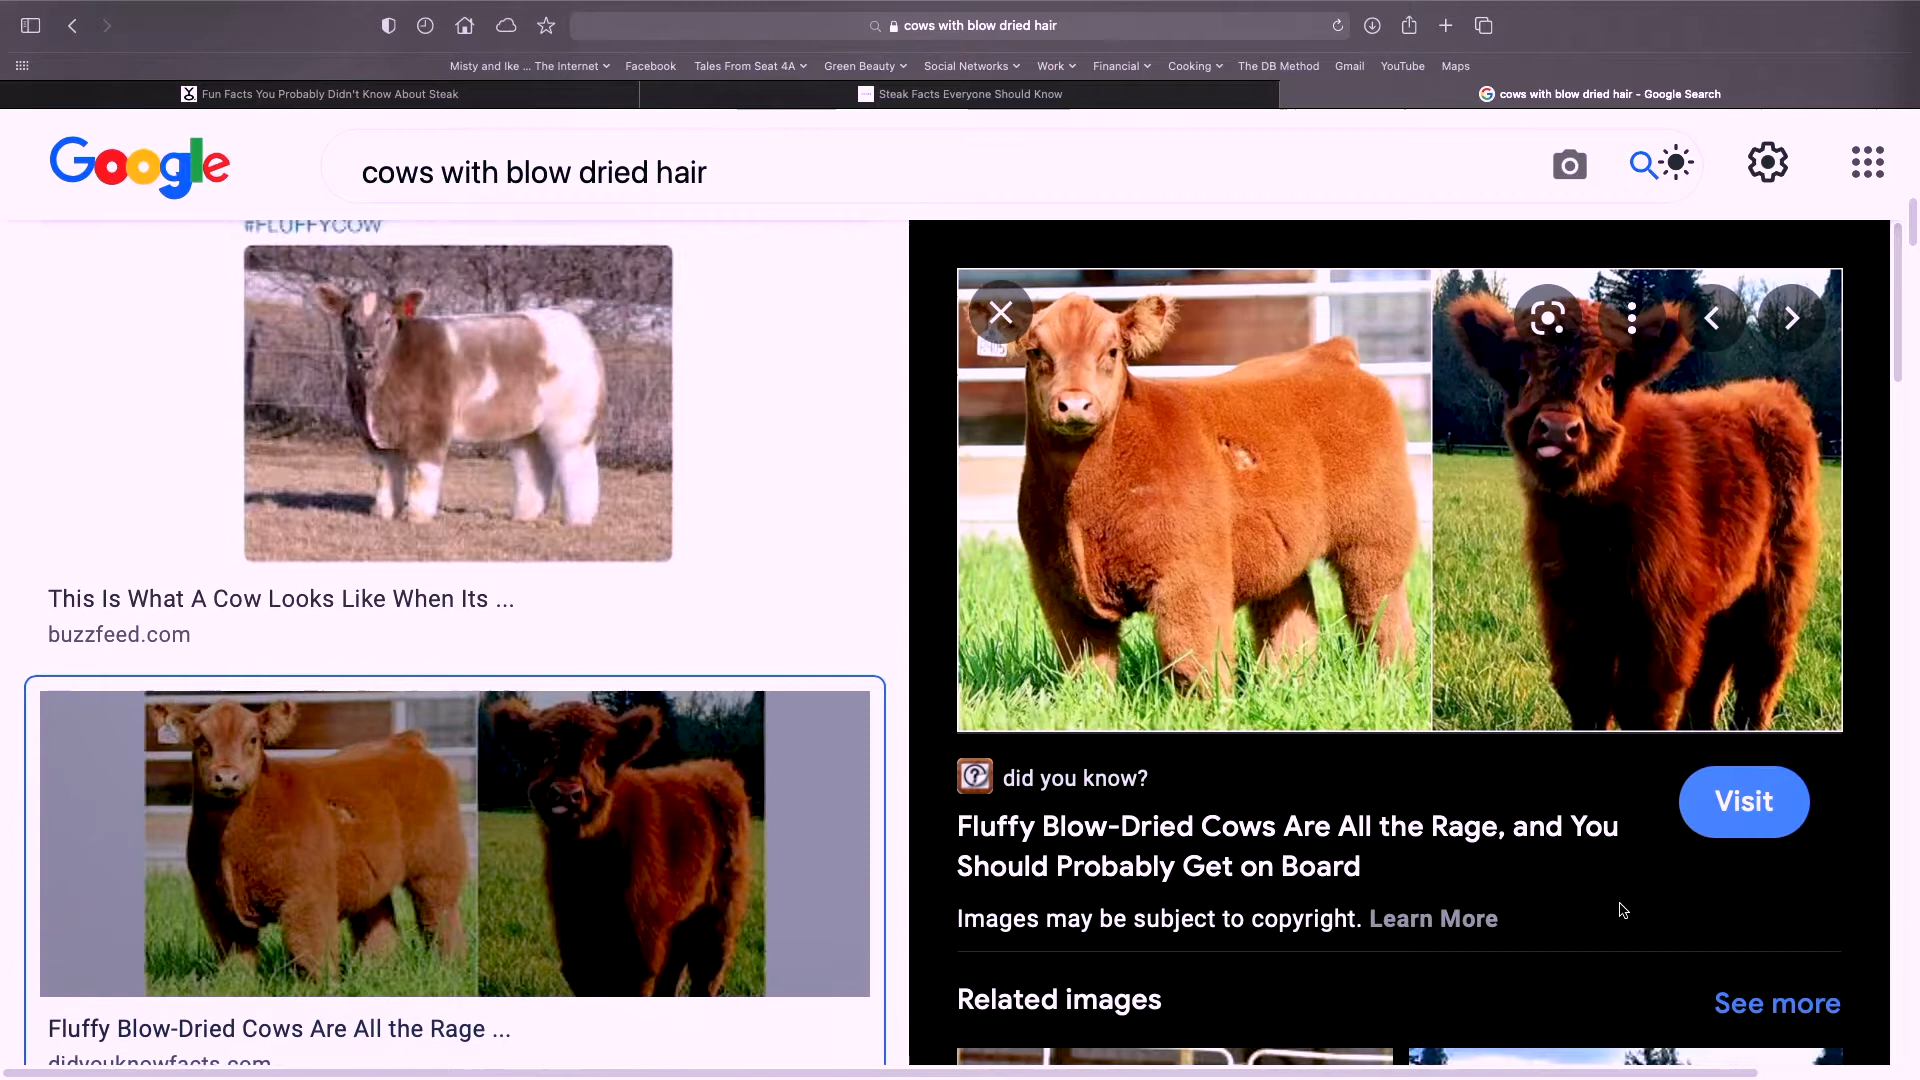 cows with blow dried hair
Misty and Ike ... The Internet
Facebook
Tales From Seat 4A
Green Beauty
Social Networks
Work
Financial
Cooking
The DB Method
Gmail
YouTube
Maps
Fun Facts You Probably Didn't Know About Steak
Steak Facts Everyone Should Know
cows with blow dried hair - Google Search
Google
cows with blow dried hair
#FLUFFYCOW
This Is What A Cow Looks Like When Its ...
buzzfeed.com
Fluffy Blow-Dried Cows Are All the Rage ...
didyouknowfacts.com
did you know?
Visit
Fluffy Blow-Dried Cows Are All the Rage, and You
Should Probably Get on Board
Images may be subject to copyright. Learn More
Related images
See more